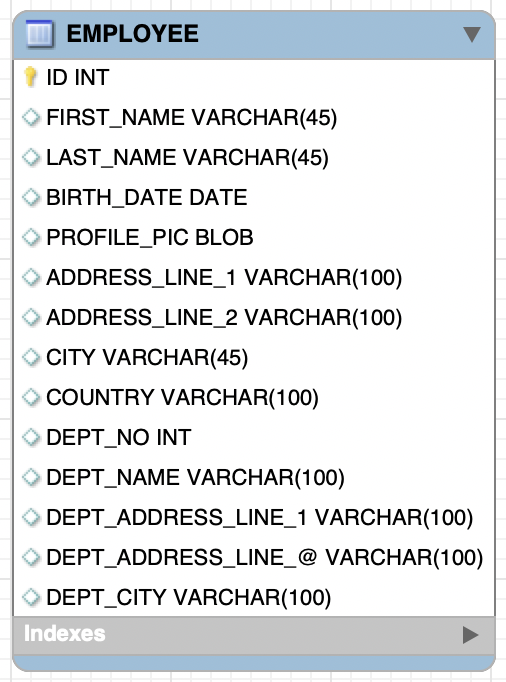 EMPLOYEE
ID INT
FIRST_NAME VARCHAR(45)
LAST_NAME VARCHAR(45)
BIRTH_DATE DATE
PROFILE_PIC BLOB
ADDRESS_LINE_1 VARCHAR(100)
ADDRESS_LINE_2 VARCHAR(100)
CITY VARCHAR(45)
COUNTRY VARCHAR(100)
DEPT_NO INT
DEPT_NAME VARCHAR(100)
DEPT_ADDRESS_LINE_1 VARCHAR(100)
DEPT_ADDRESS_LINE_@ VARCHAR(100)
DEPT_CITY VARCHAR(100)
Indexes